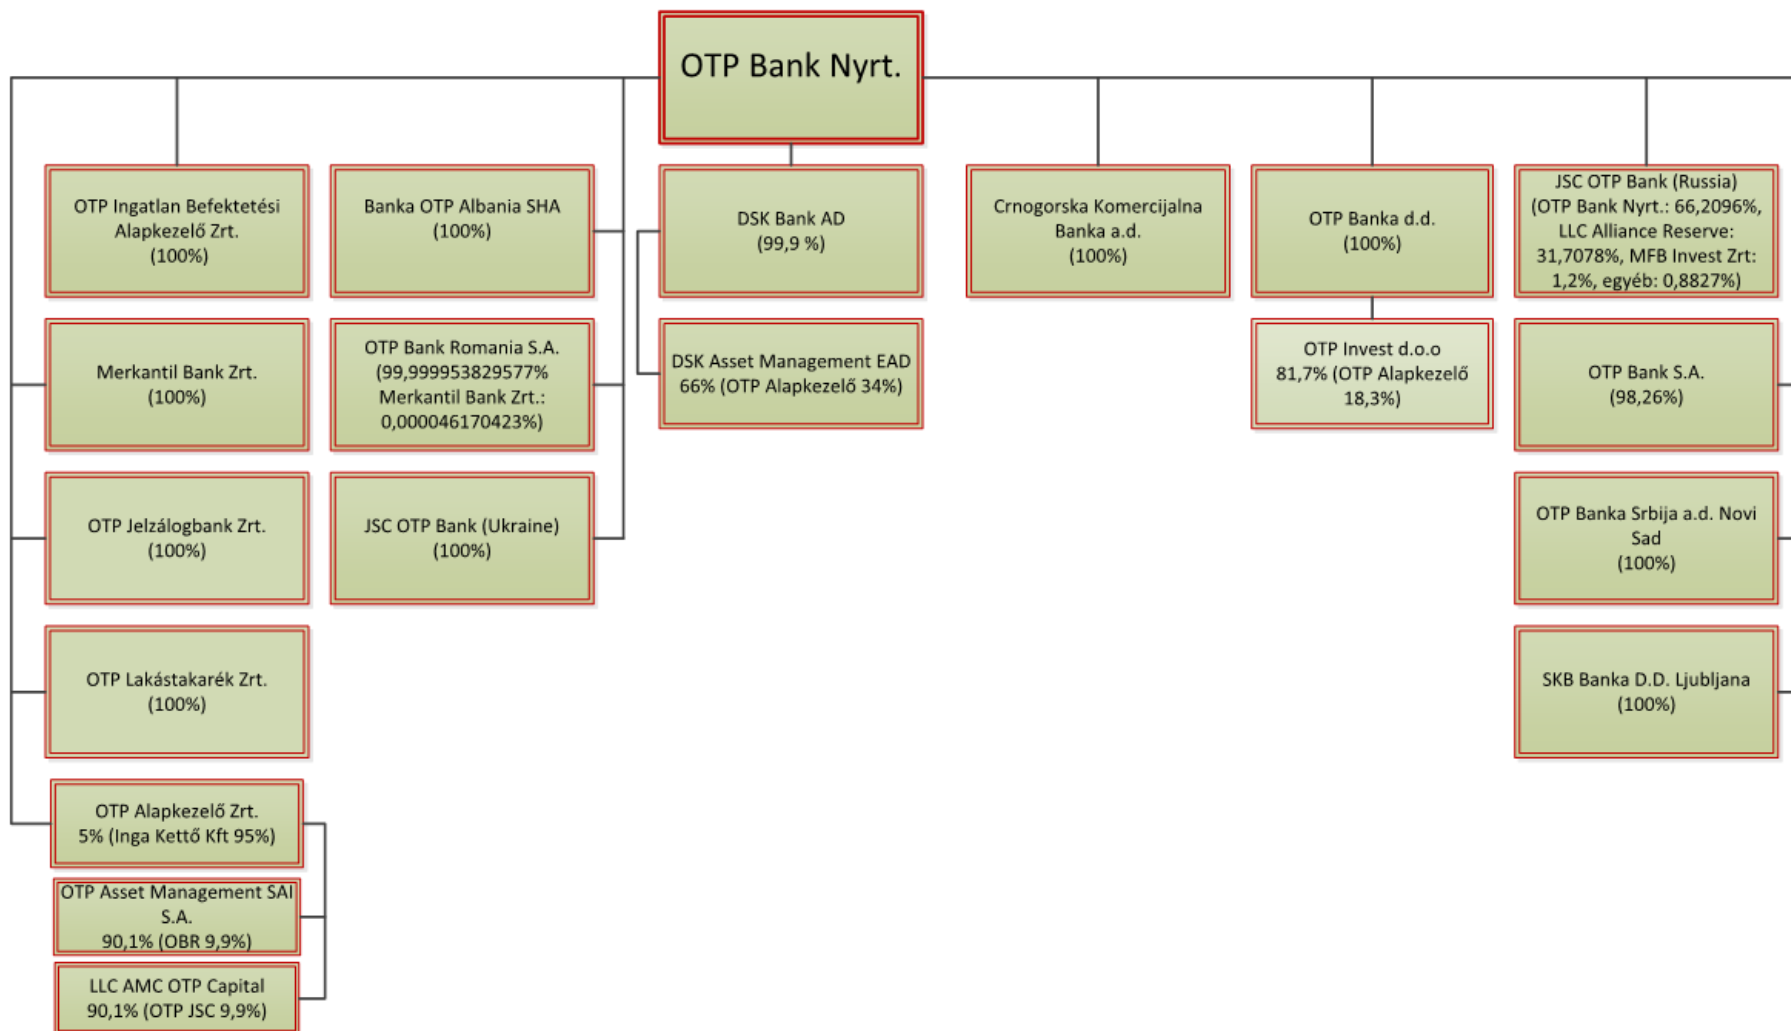 OTP Bank Nyrt.
OTP Ingatlan Befektetési
Alapkezelő Zrt.
(100%)
Banka OTP Albania SHA
(100%)
DSK Bank AD
(99,9 %)
Crnogorska Komercijalna
Banka a.d.
(100%)
OTP Banka d.d.
(100%)
JSC OTP Bank (Russia)
(OTP Bank Nyrt.: 66,2096%,
LLC Alliance Reserve:
31,7078%, MFB Invest Zrt:
1,2%, egyéb: 0,8827%)
Merkantil Bank Zrt.
(100%)
OTP Bank Romania S.A.
(99,999953829577%
Merkantil Bank Zrt.:
0,000046170423%)
DSK Asset Management EAD
66% (OTP Alapkezelő 34%)
OTP Invest d.o.o
81,7% (OTP Alapkezelő
18,3%)
OTP Bank S.A.
(98,26%)
OTP Jelzálogbank Zrt.
(100%)
JSC OTP Bank (Ukraine)
(100%)
OTP Banka Srbija a.d. Novi
Sad
(100%)
OTP Lakástakarék Zrt.
(100%)
SKB Banka D.D. Ljubljana
(100%)
OTP Alapkezelő Zrt.
5% (Inga Kettő Kft 95%)
OTP Asset Management SAI
S.A.
90,1% (OBR 9,9%)
LLC AMC OTP Capital
90,1% (OTP JSC 9,9%)